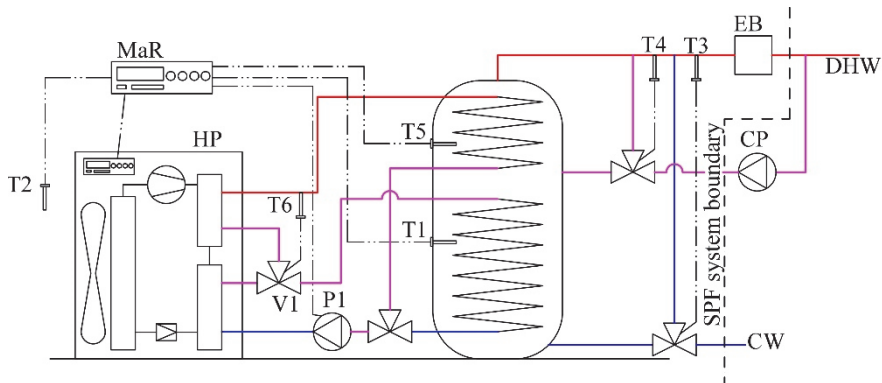 MaR
T4
T3
EB
DHW
HP
T5
CP
T2
T6
T1
V1
P1
SPF system boundary
CW